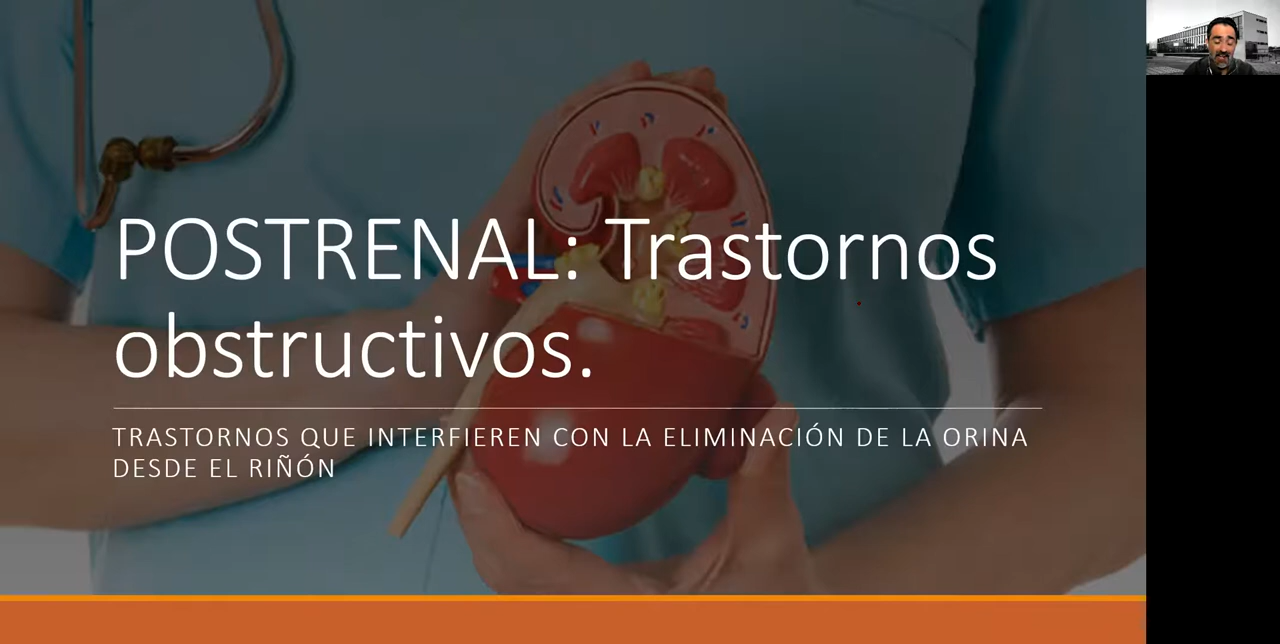 POSTRENAL: Trastornos
obstructivos.
TRASTORNOS QUE INTERFIEREN CON LA ELIMINACIÓN DE LA ORINA
DESDE EL RIÑÓN